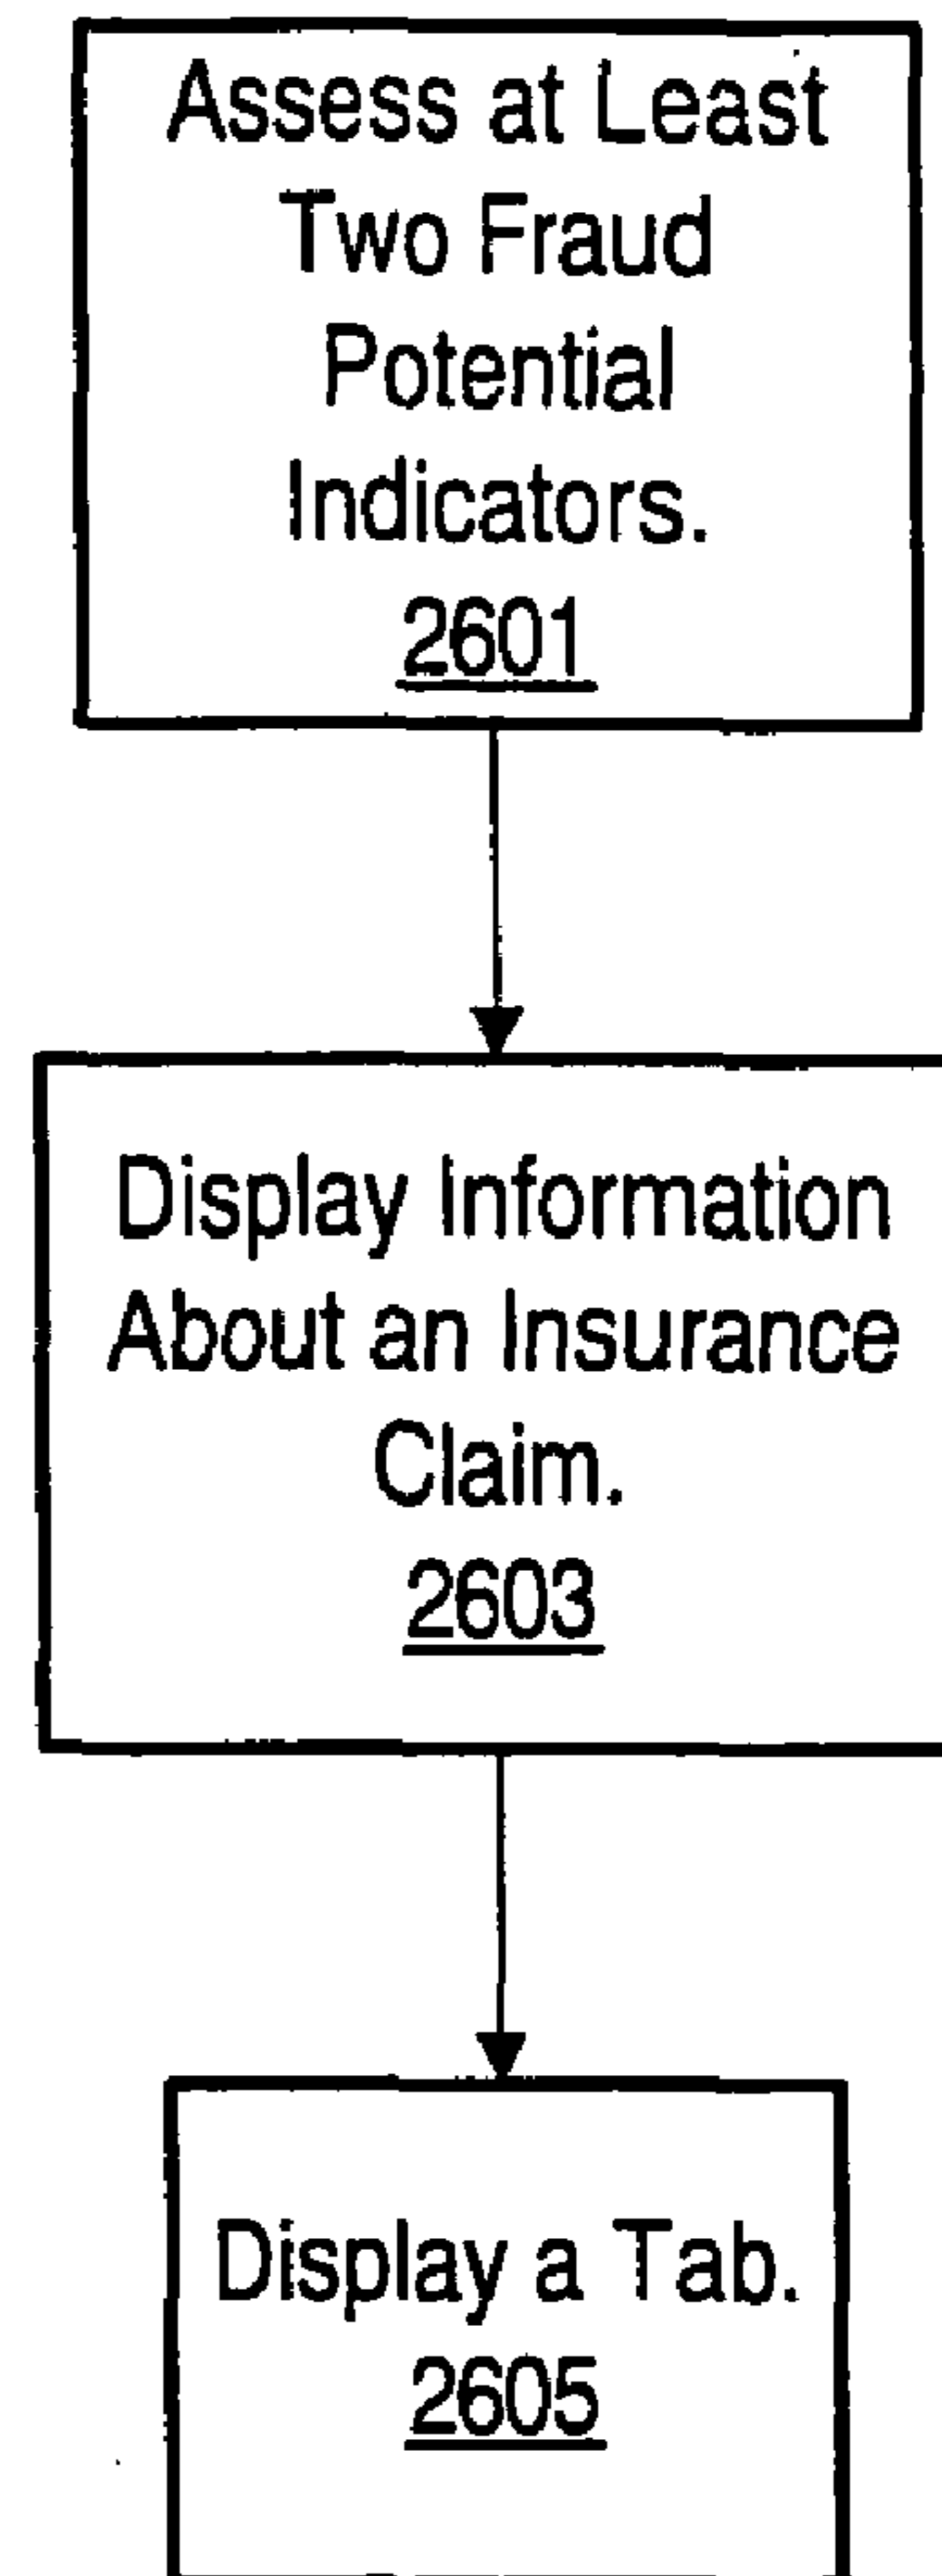 Assess at Least
Two Fraud
Potential
Indicators.
2601
Display Information
About an Insurance
Claim.
2603
Display a Tab.
2605